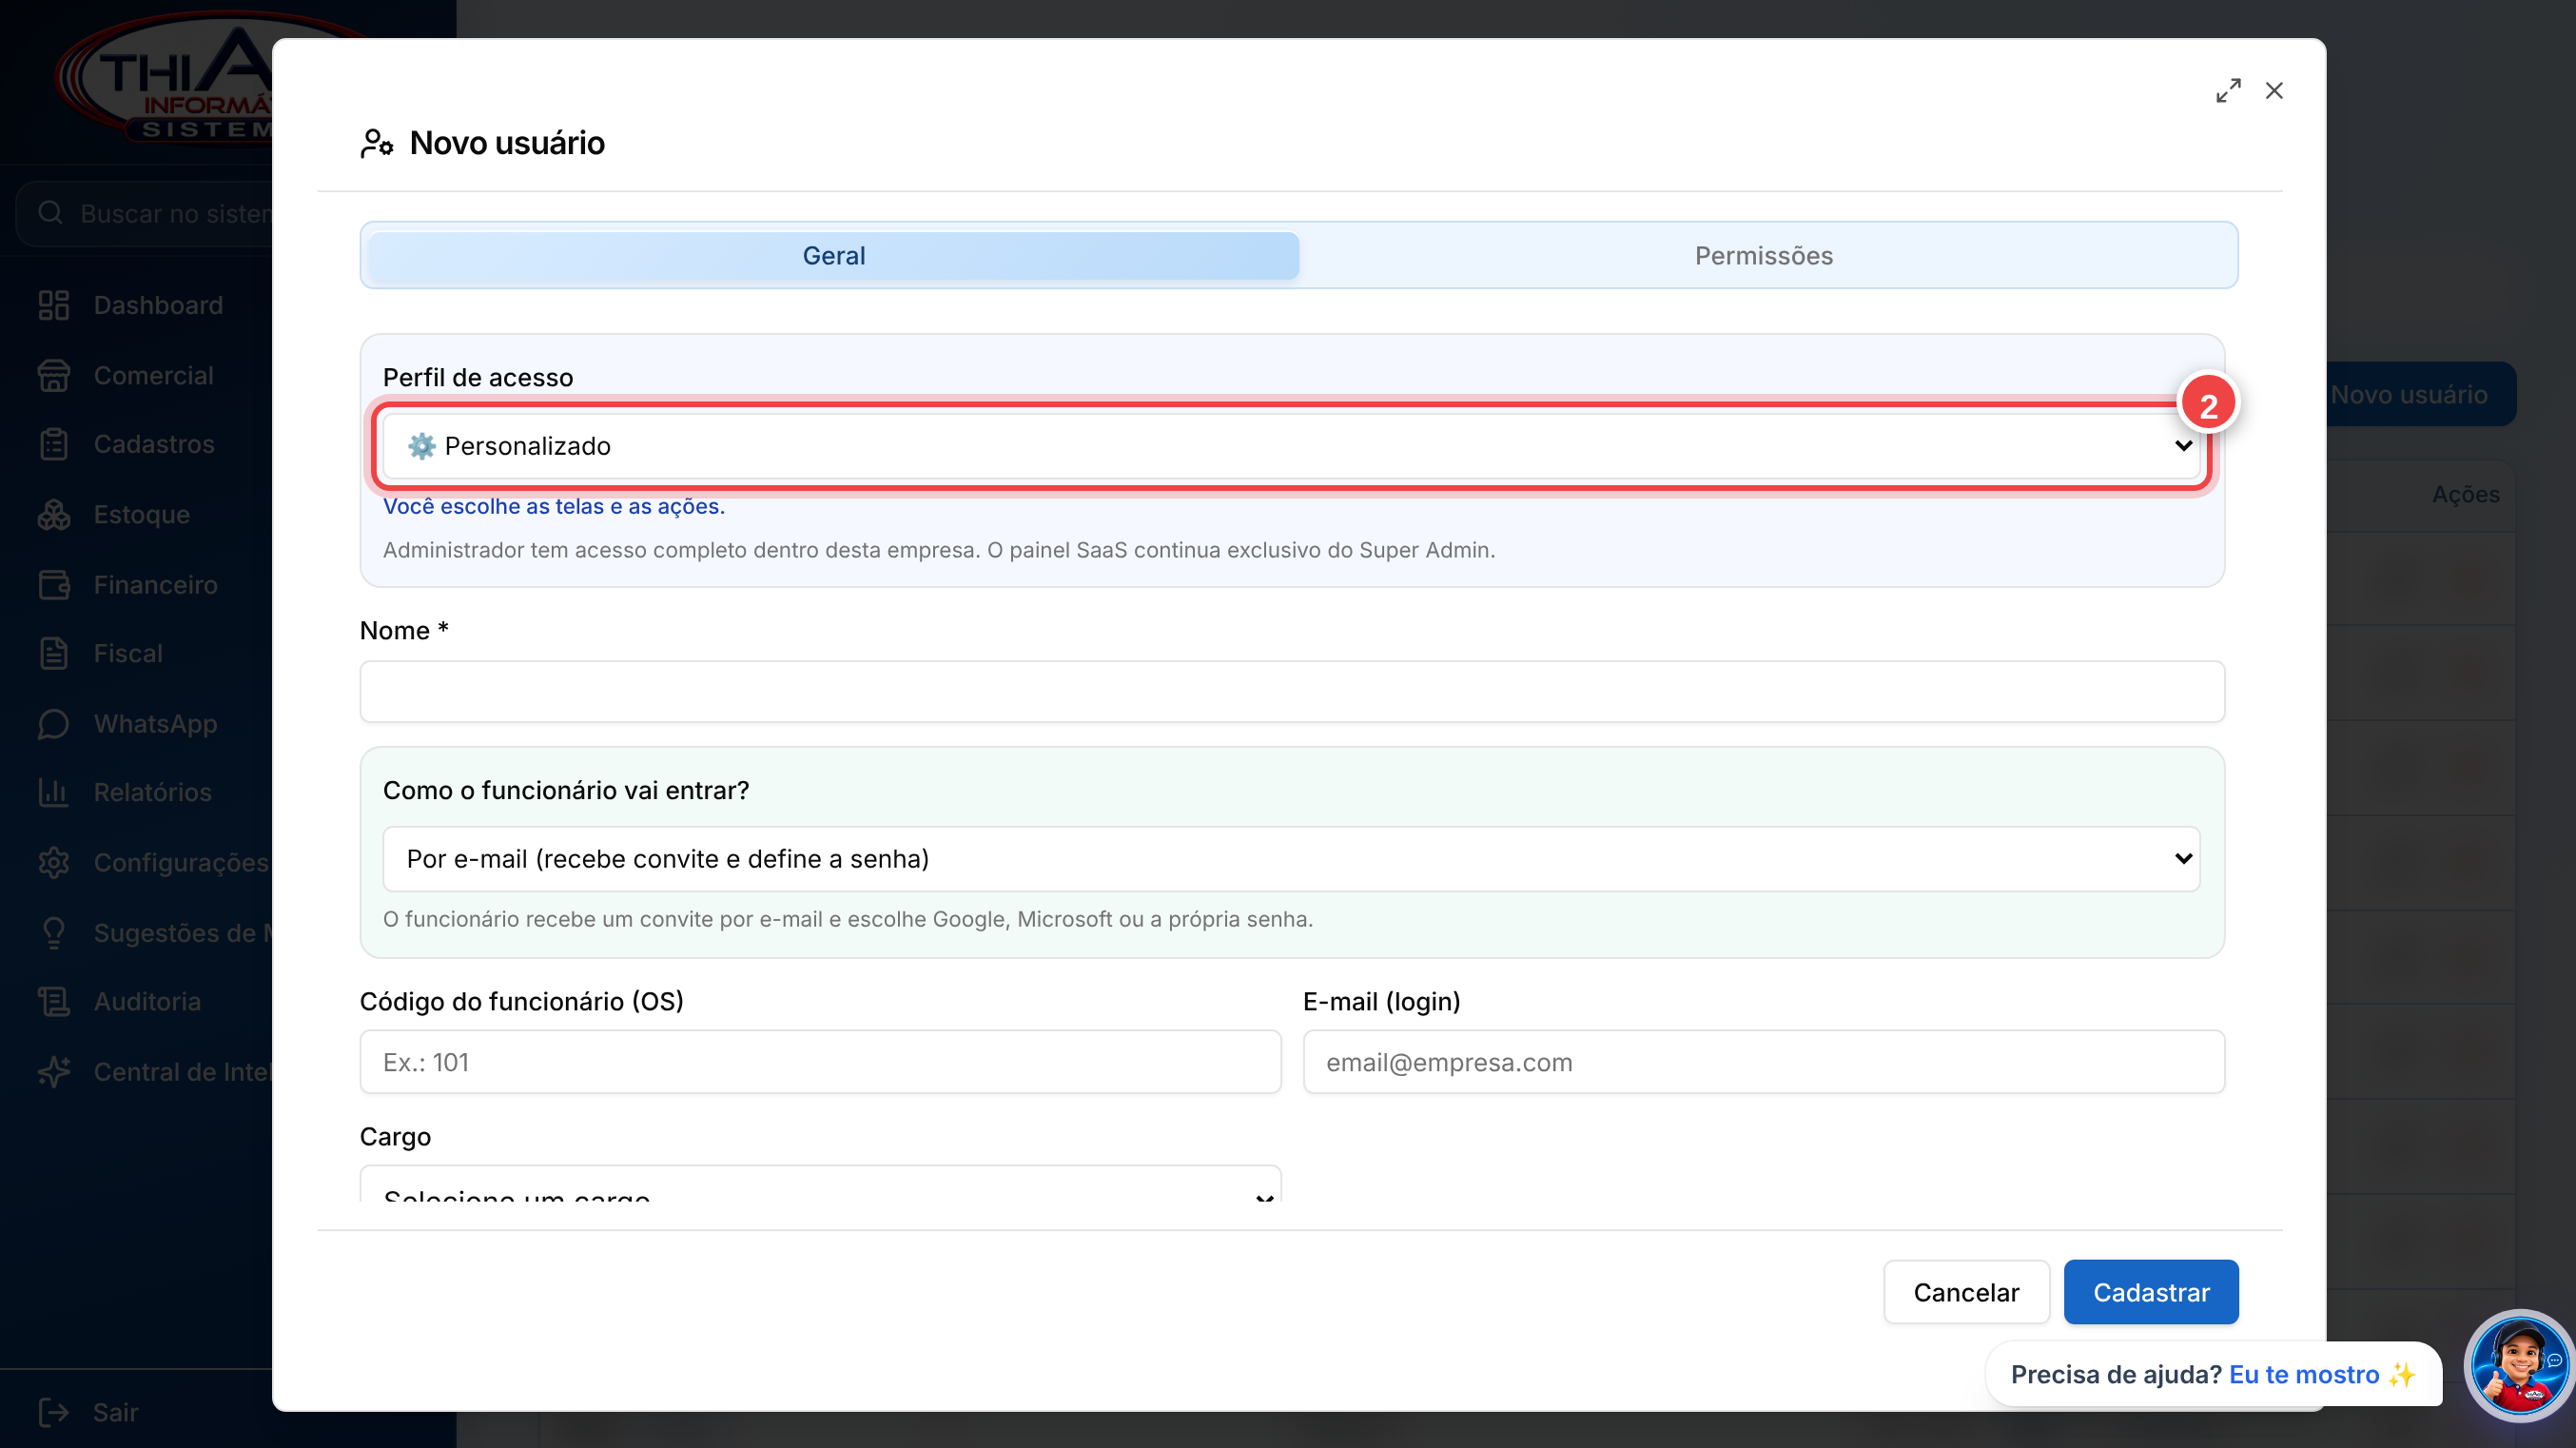 THIA
INFORMÁ
SISTEM
Buscar no sister
Dashboard
Comercial
Cadastros
Estoque
Financeiro
Fiscal
WhatsApp
Relatórios
Configurações
Sugestões de
Auditoria
Central de Intel
Sair
Novo usuário
Geral
Permissões
Perfil de acesso
2
Personalizado
Você escolhe as telas e as ações.
Administrador tem acesso completo dentro desta empresa. O painel SaaS continua exclusivo do Super Admin.
Nome *
Como o funcionário vai entrar?
Por e-mail (recebe convite e define a senha)
O funcionário recebe um convite por e-mail e escolhe Google, Microsoft ou a própria senha.
Código do funcionário (OS)
E-mail (login)
Ex.: 101
email@empresa.com
Cargo
Selecione um cargo
Cancelar
Cadastrar
Novo usuário
Ações
Precisa de ajuda? Eu te mostro ✨